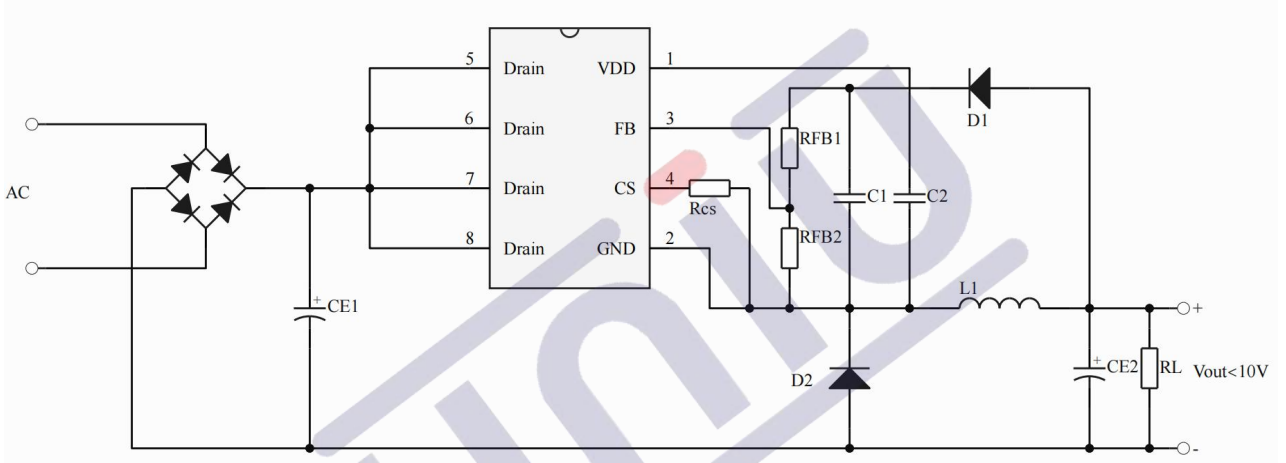 5 Drain VDD 1
6 Drain FB 3
7 Drain CS 4
8 Drain GND 2
AC
CE1
+
Rcs
RFB1
RFB2
C1
C2
D1
D2
L1
+
CE2
+
RL
Vout<10V
-